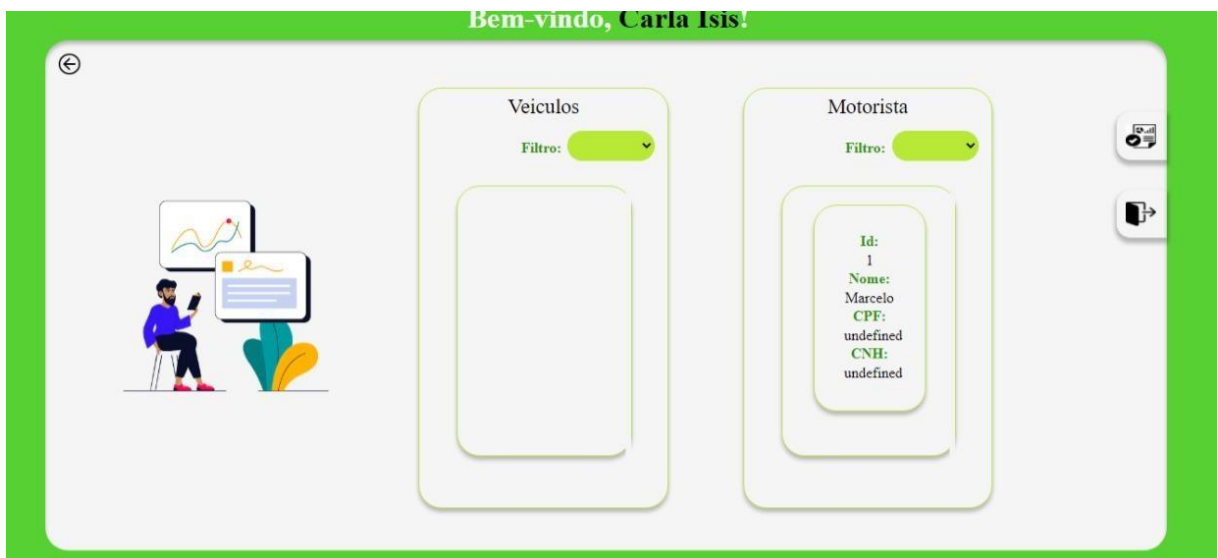 Bem-vindo, Carla Isis!
Veiculos
Filtro:
Motorista
Filtro:
Id:
1
Nome:
Marcelo
CPF:
undefined
CNH:
undefined